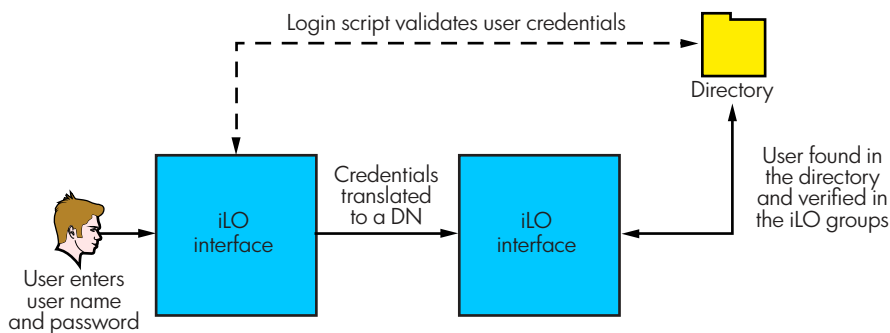 Login script validates user credentials
Directory
iLO
interface
Credentials
translated
to a DN
iLO
interface
User found in
the directory
and verified in
the iLO groups
User enters
user name
and password